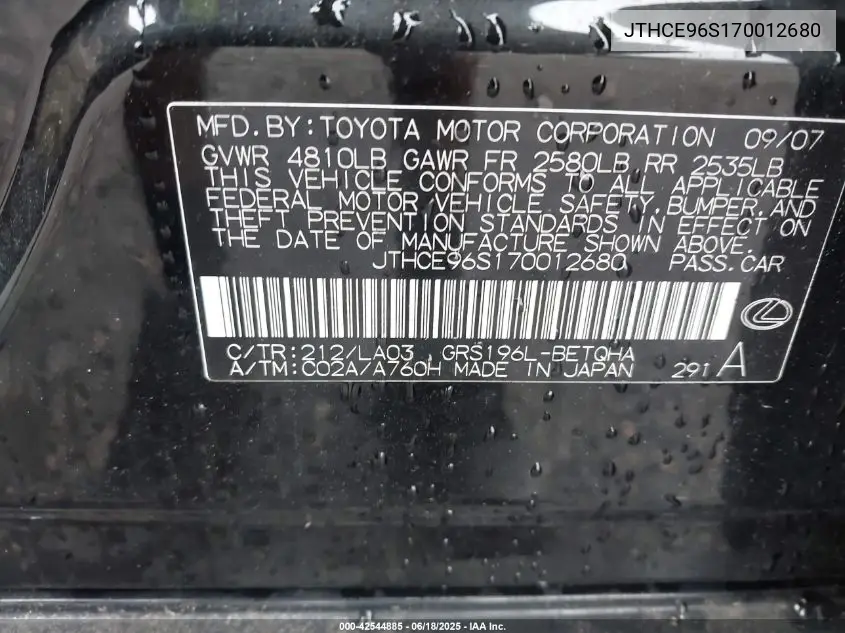 JTHCE96S170012680
MFD.BY:TOYOTA MOTOR CORPORATION 09/07
GVWR 4810LB GAWR FR 2580LB RR 2535LB
THIS VEHICLE CONFORMS TO ALL APPLICABLE
FEDERAL MOTOR VEHICLE SAFETY, BUMPER, AND
THEFT PREVENTION STANDARDS IN EFFECT ON
THE DATE OF MANUFACTURE SHOWN ABOVE.
JTHCE96S170012680 PASS.CAR
C/TR:212/LA03 GRS196L-BETQHA
A/TM:C02A/A760H MADE IN JAPAN 291 A
000-42544885 - 06/18/2025 - IAA Inc.